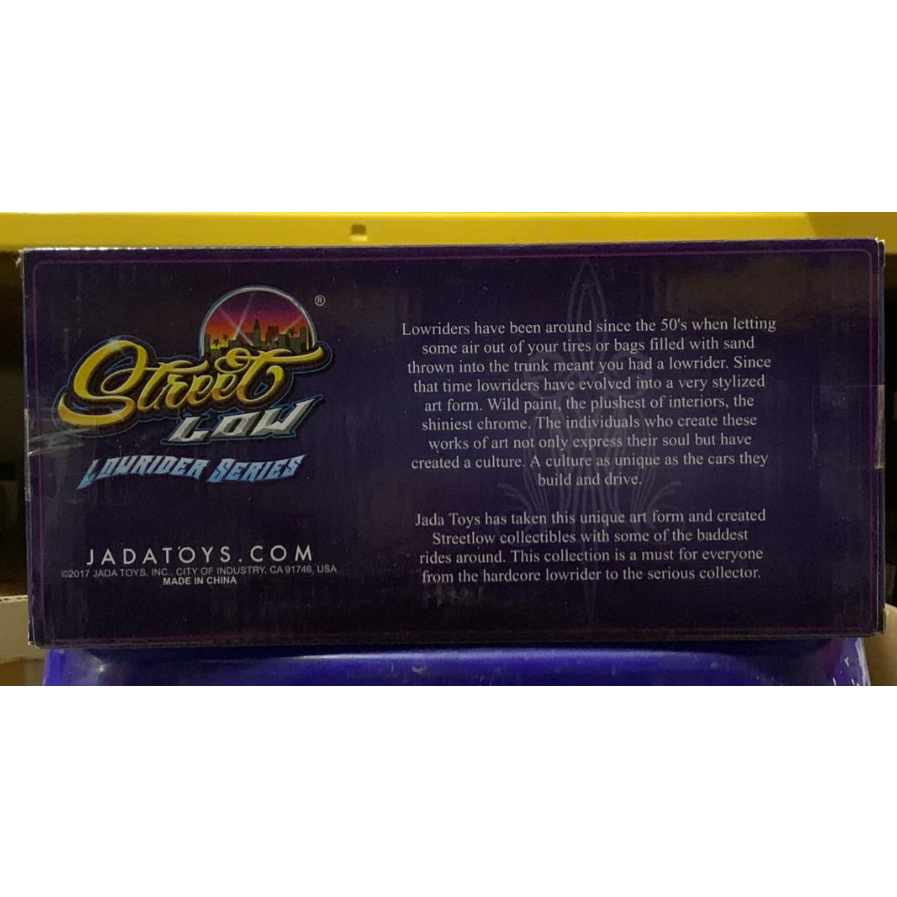 Street
LOW
LOWRIDER SERIES
®
JADATOYS.COM
©2017 JADA TOYS, INC., CITY OF INDUSTRY, CA 91748, USA
MADE IN CHINA
Lowriders have been around since the 50's when letting
some air out of your tires or bags filled with sand
thrown into the trunk meant you had a lowrider. Since
that time lowriders have evolved into a very stylized
art form. Wild paint, the plushest of interiors, the
shiniest chrome. The individuals who create these
works of art not only express their soul but have
created a culture. A culture as unique as the cars they
build and drive.
Jada Toys has taken this unique art form and created
Streetlow collectibles with some of the baddest
rides around. This collection is a must for everyone
from the hardcore lowrider to the serious collector.